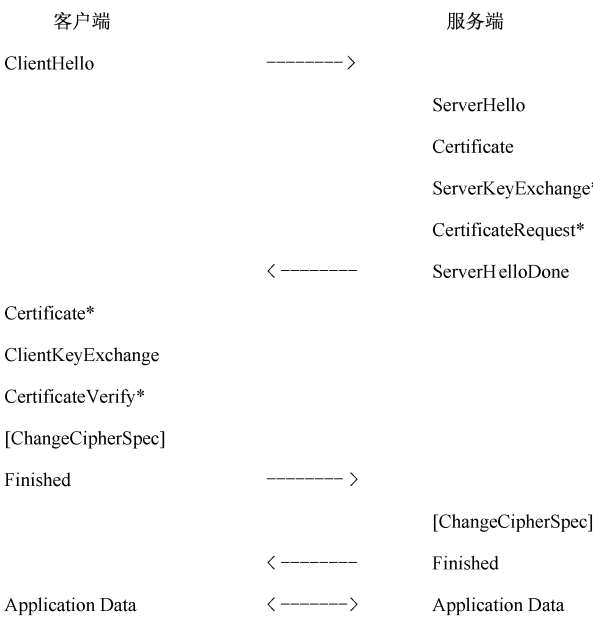 客户端 服务端
ClientHello --------> 
ServerHello
Certificate
ServerKeyExchange*
CertificateRequest*
<-------- ServerHelloDone
Certificate*
ClientKeyExchange
CertificateVerify*
[ChangeCipherSpec]
Finished -------->
[ChangeCipherSpec]
<-------- Finished
Application Data <-------> Application Data